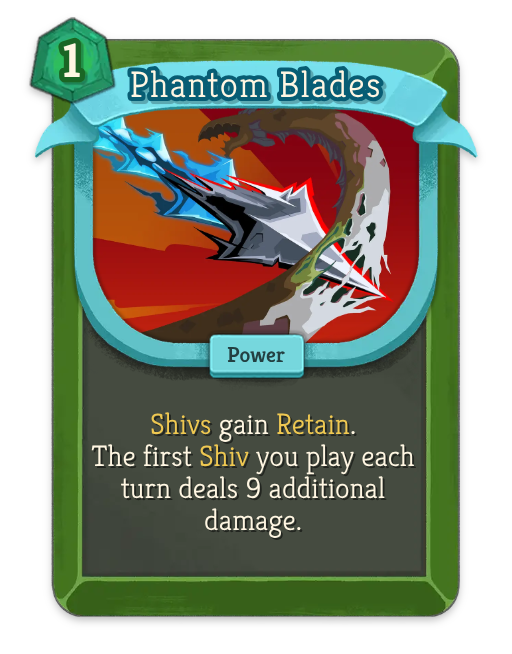 1
Phantom Blades
Power
Shivs gain Retain.
The first Shiv you play each
turn deals 9 additional
damage.